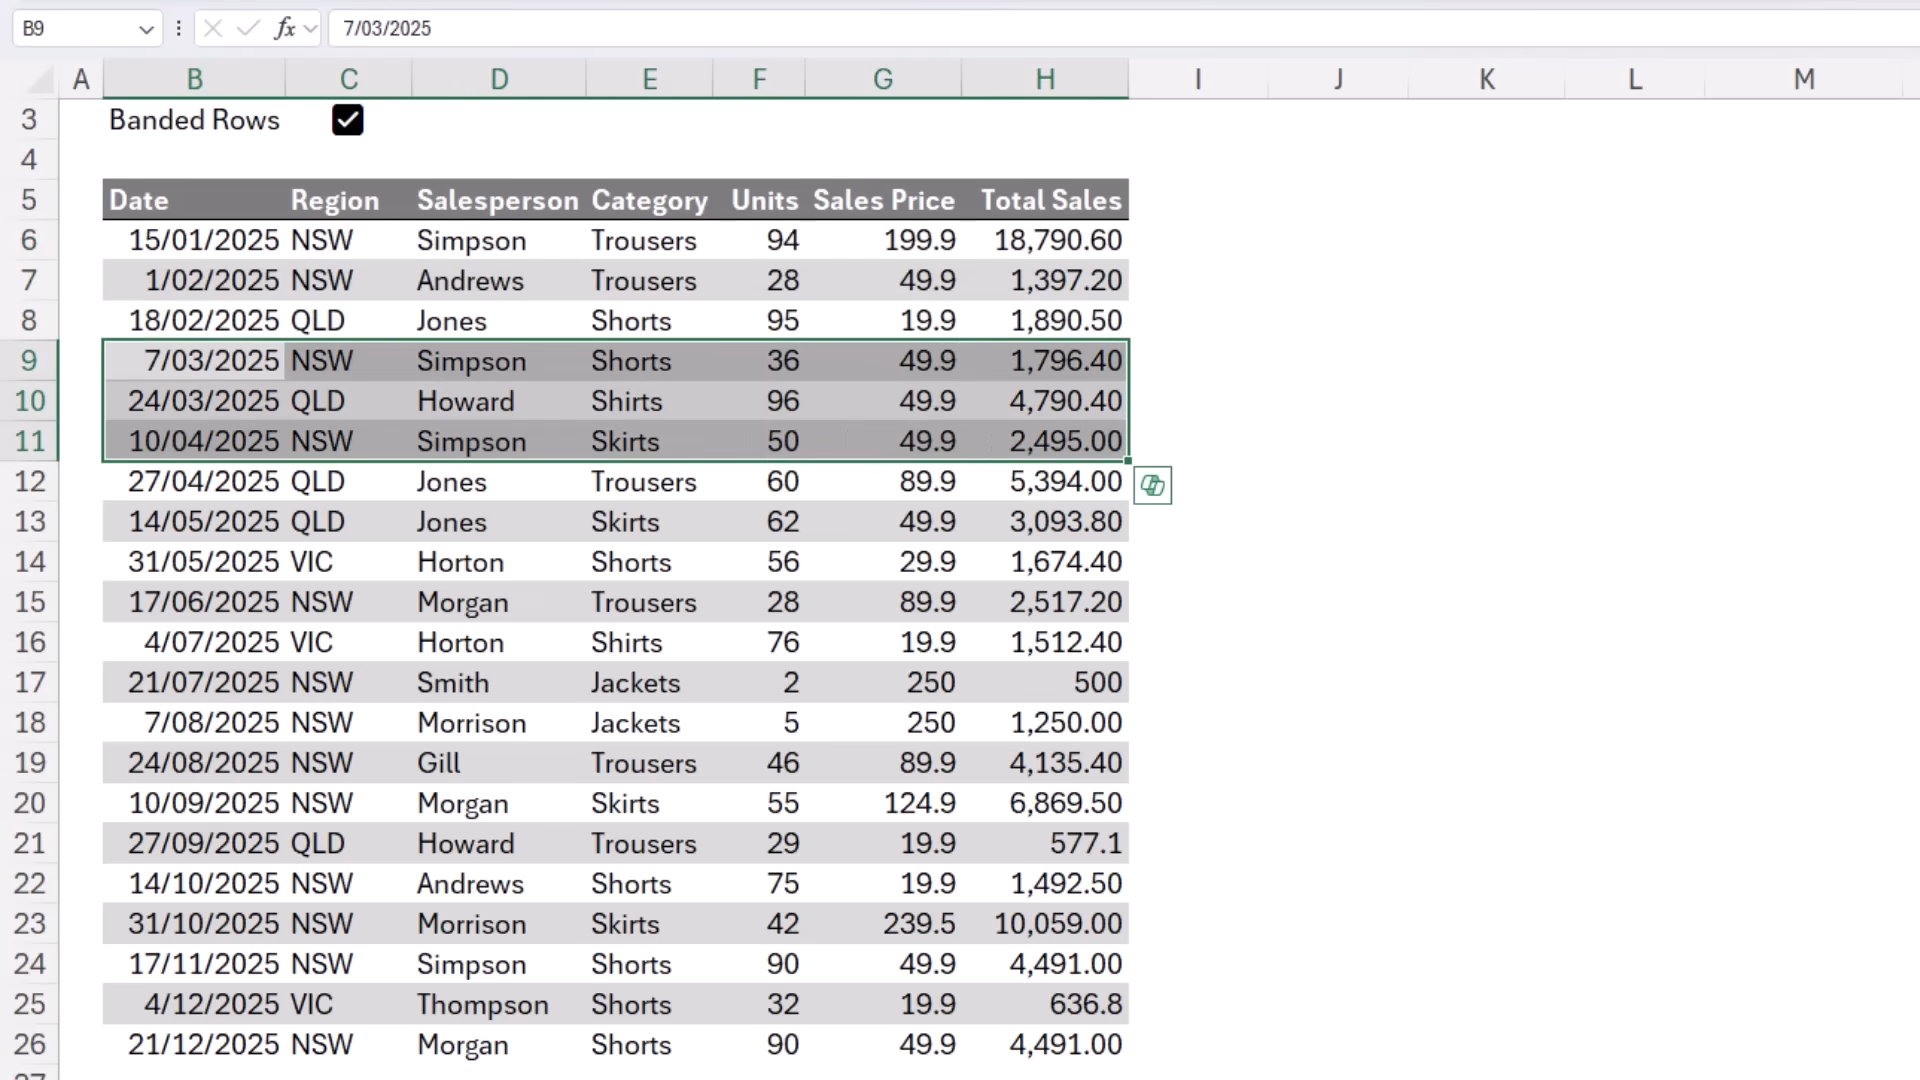 B9 fx 7/03/2025
A B C D E F G H I J K L M
3 Banded Rows
4
5 Date Region Salesperson Category Units Sales Price Total Sales
6 15/01/2025 NSW Simpson Trousers 94 199.9 18,790.60
7 1/02/2025 NSW Andrews Trousers 28 49.9 1,397.20
8 18/02/2025 QLD Jones Shorts 95 19.9 1,890.50
9 7/03/2025 NSW Simpson Shorts 36 49.9 1,796.40
10 24/03/2025 QLD Howard Shirts 96 49.9 4,790.40
11 10/04/2025 NSW Simpson Skirts 50 49.9 2,495.00
12 27/04/2025 QLD Jones Trousers 60 89.9 5,394.00
13 14/05/2025 QLD Jones Skirts 62 49.9 3,093.80
14 31/05/2025 VIC Horton Shorts 56 29.9 1,674.40
15 17/06/2025 NSW Morgan Trousers 28 89.9 2,517.20
16 4/07/2025 VIC Horton Shirts 76 19.9 1,512.40
17 21/07/2025 NSW Smith Jackets 2 250 500
18 7/08/2025 NSW Morrison Jackets 5 250 1,250.00
19 24/08/2025 NSW Gill Trousers 46 89.9 4,135.40
20 10/09/2025 NSW Morgan Skirts 55 124.9 6,869.50
21 27/09/2025 QLD Howard Trousers 29 19.9 577.1
22 14/10/2025 NSW Andrews Shorts 75 19.9 1,492.50
23 31/10/2025 NSW Morrison Skirts 42 239.5 10,059.00
24 17/11/2025 NSW Simpson Shorts 90 49.9 4,491.00
25 4/12/2025 VIC Thompson Shorts 32 19.9 636.8
26 21/12/2025 NSW Morgan Shorts 90 49.9 4,491.00